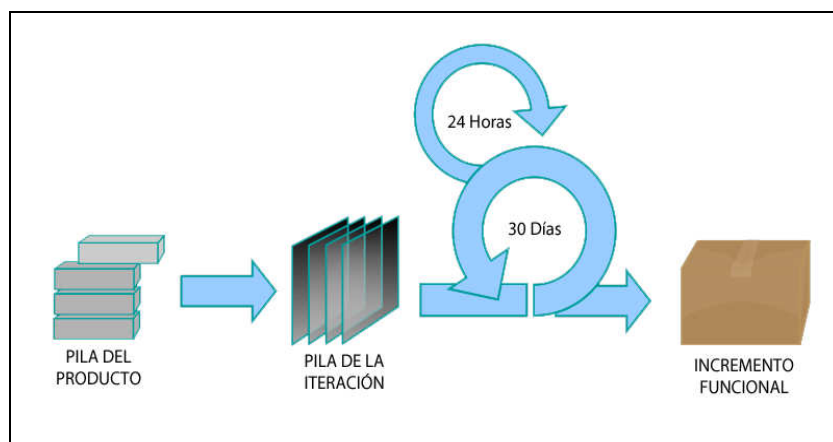 24 Horas
30 Días
PILA DEL
PRODUCTO
PILA DE LA
ITERACIÓN
INCREMENTO
FUNCIONAL